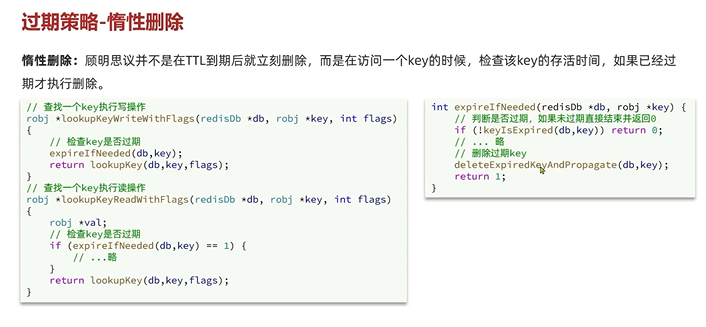 过期策略-惰性删除
惰性删除：顾明思议并不是在TTL到期后就立刻删除，而是在访问一个key的时候，检查该key的存活时间，如果已经过
期才执行删除。
// 查找一个key执行写操作
robj *lookupKeyWriteWithFlags(redisDb *db, robj *key, int flags)
{
    // 检查key是否过期
    expireIfNeeded(db,key);
    return lookupKey(db,key,flags);
}
// 查找一个key执行读操作
robj *lookupKeyReadWithFlags(redisDb *db, robj *key, int flags)
{
    robj *val;
    // 检查key是否过期
    if (expireIfNeeded(db,key) == 1) {
        // ...略
    }
    return lookupKey(db,key,flags);
}
int expireIfNeeded(redisDb *db, robj *key) {
    // 判断是否过期，如果未过期直接结束并返回0
    if (!keyIsExpired(db,key)) return 0;
    // ... 略
    // 删除过期key
    deleteExpiredKeyAndPropagate(db,key);
    return 1;
}